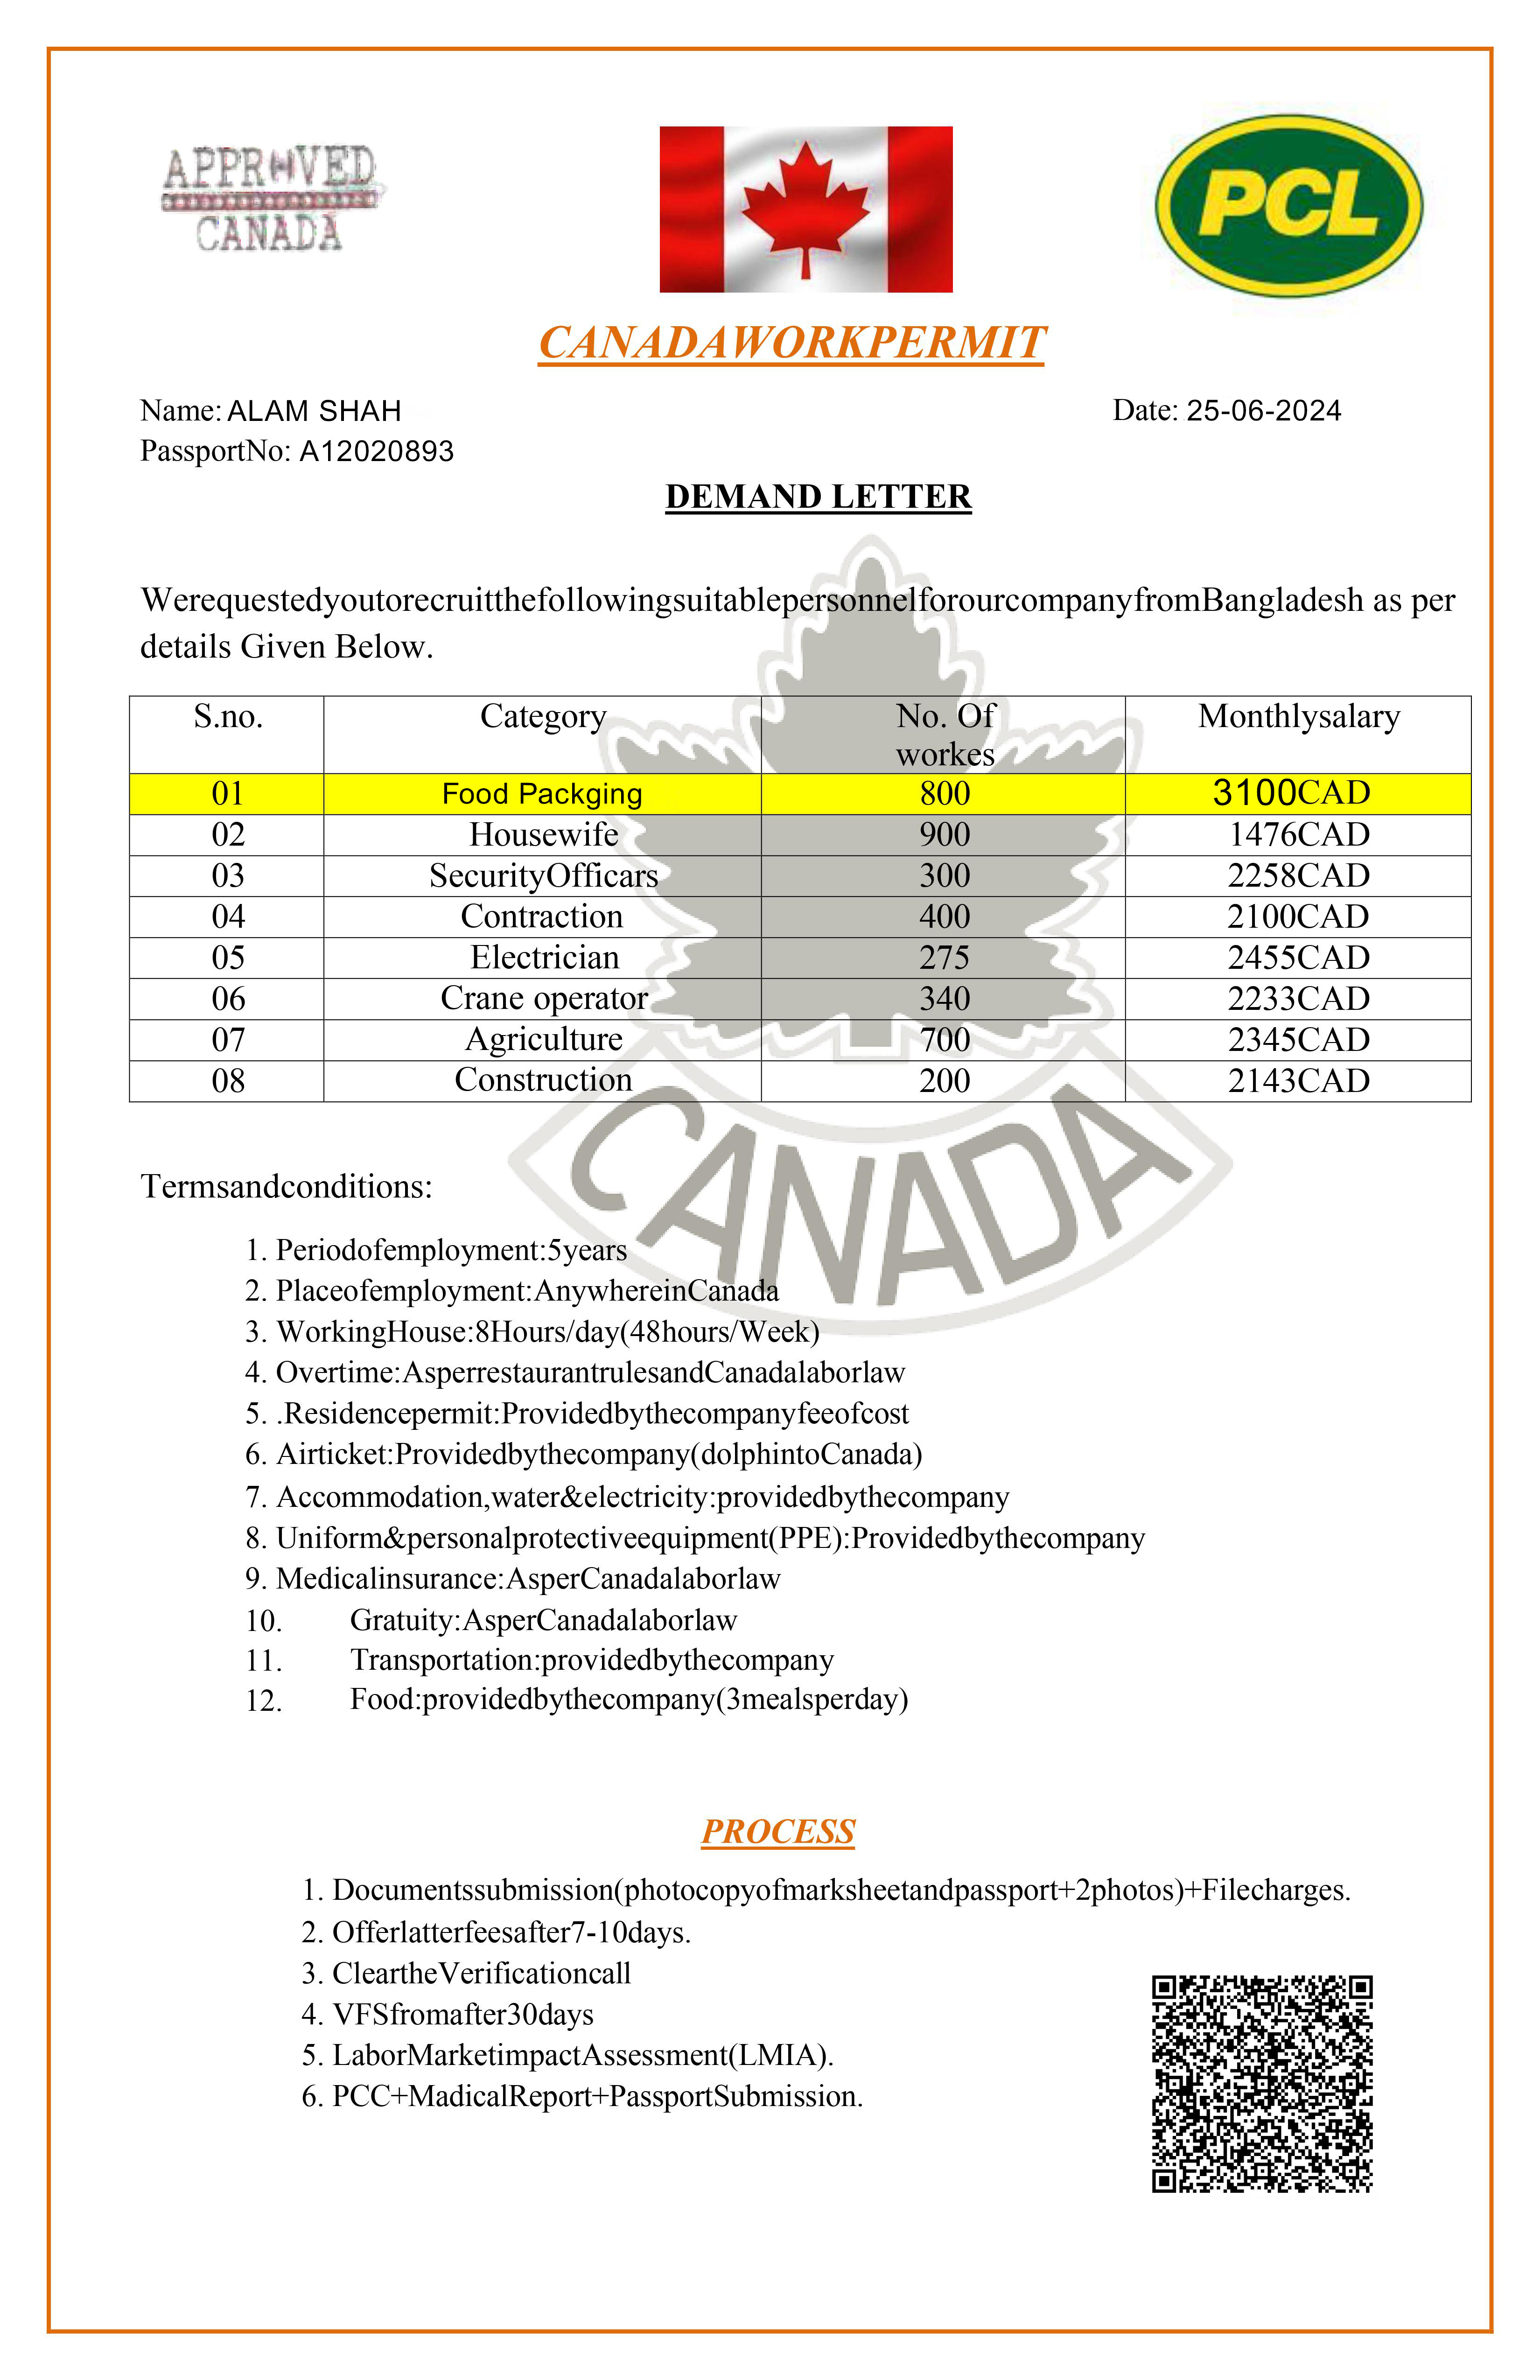 APPROVED
CANADA
PCL
CANADAWORKPERMIT
Name: ALAM SHAH Date: 25-06-2024
PassportNo: A12020893
DEMAND LETTER
WerequestedyoutorecruitthefollowingsuitablepersonnelforourcompanyfromBangladesh as per
details Given Below.
S.no. Category No. Of workes Monthlysalary
01 Food Packging 800 3100CAD
02 Housewife 900 1476CAD
03 SecurityOfficars 300 2258CAD
04 Contraction 400 2100CAD
05 Electrician 275 2455CAD
06 Crane operator 340 2233CAD
07 Agriculture 700 2345CAD
08 Construction 200 2143CAD
CANADA
Termsandconditions:
1. Periodofemployment:5years
2. Placeofemployment:AnywhereinCanada
3. WorkingHouse:8Hours/day(48hours/Week)
4. Overtime:AsperrestaurantrulesandCanadalaborlaw
5. .Residencepermit:Providedbythecompanyfeeofcost
6. Airticket:Providedbythecompany(dolphintoCanada)
7. Accommodation,water&electricity:providedbythecompany
8. Uniform&personalprotectiveequipment(PPE):Providedbythecompany
9. Medicalinsurance:AsperCanadalaborlaw
10. Gratuity:AsperCanadalaborlaw
11. Transportation:providedbythecompany
12. Food:providedbythecompany(3mealsperday)
PROCESS
1. Documentssubmission(photocopyofmarksheetandpassport+2photos)+Filecharges.
2. Offerlatterfeesafter7-10days.
3. CleartheVerificationcall
4. VFSfromafter30days
5. LaborMarketimpactAssessment(LMIA).
6. PCC+MadicalReport+PassportSubmission.